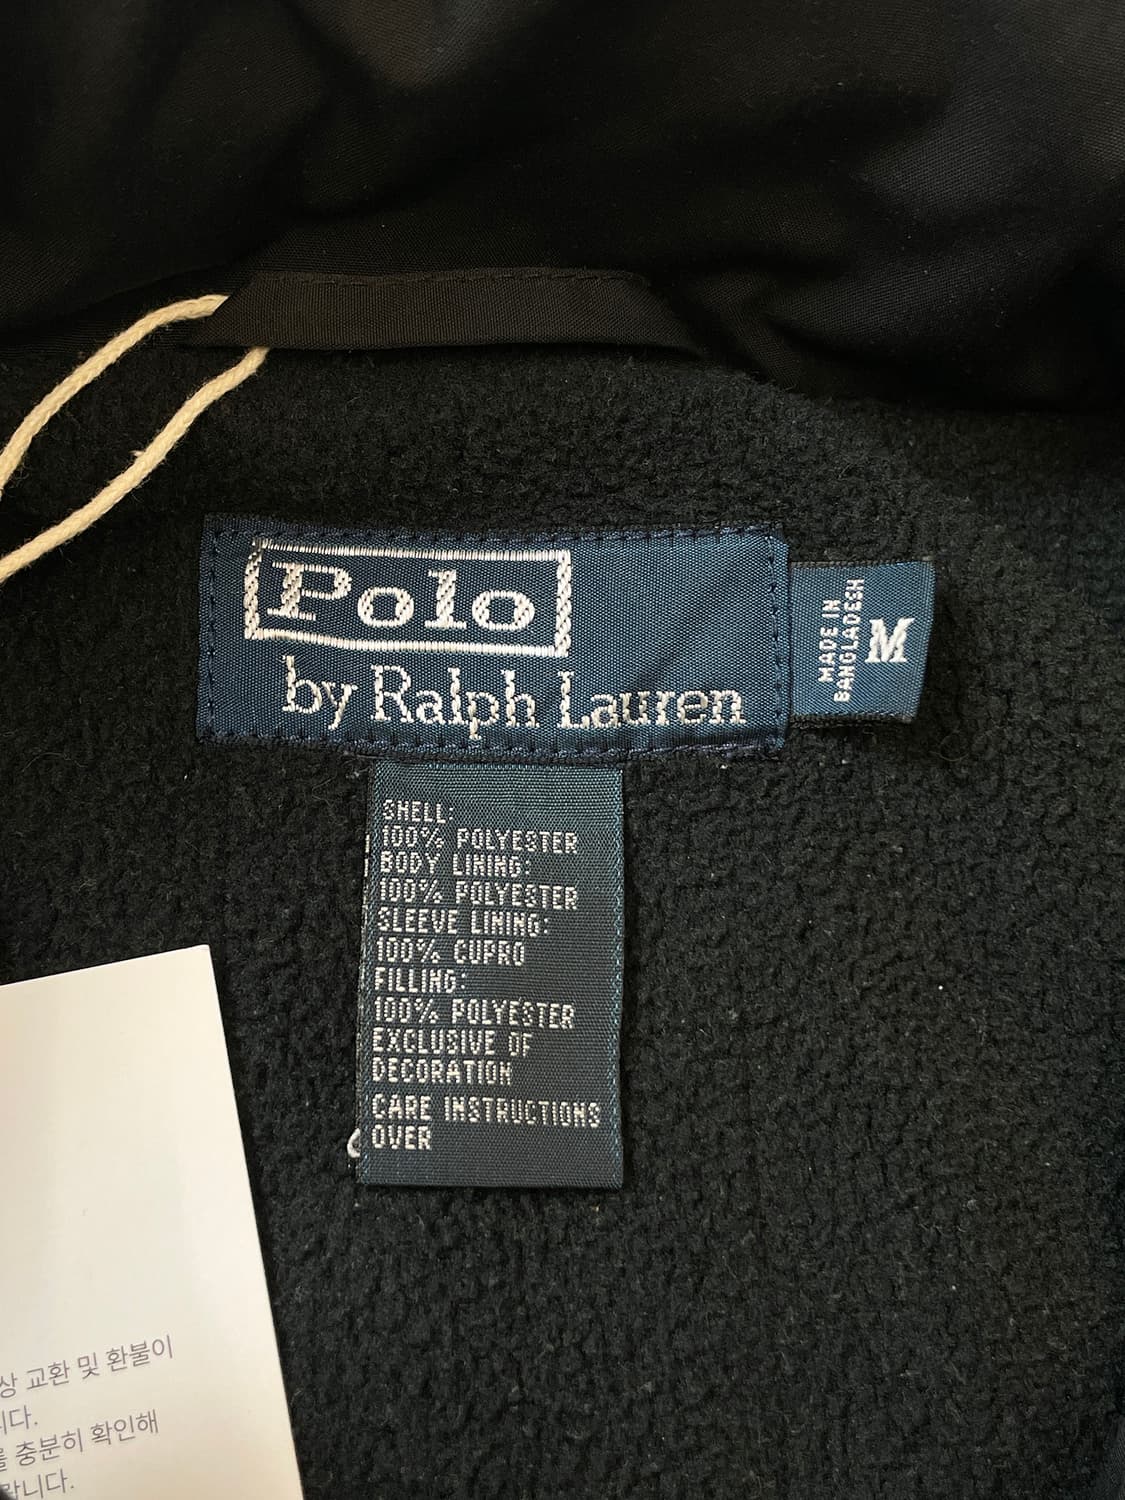 Polo
by Ralph Lauren
MADE IN
BANGLADESH
M
SHELL:
100% POLYESTER
BODY LINING:
100% POLYESTER
SLEEVE LINING:
100% CUPRO
FILLING:
100% POLYESTER
EXCLUSIVE OF
DECORATION
CARE INSTRUCTIONS
OVER
상 교환 및 환불이
니다.
를 충분히 확인해
랍니다.